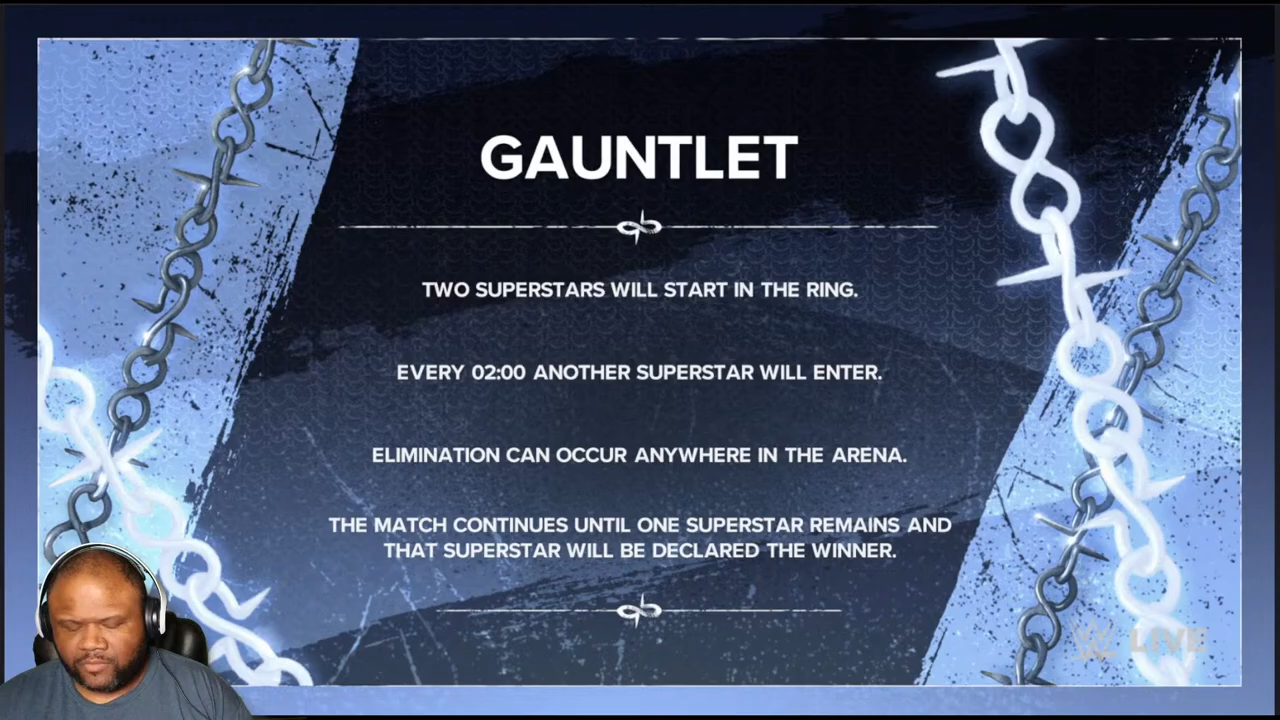 GAUNTLET
TWO SUPERSTARS WILL START IN THE RING.
EVERY 02:00 ANOTHER SUPERSTAR WILL ENTER.
ELIMINATION CAN OCCUR ANYWHERE IN THE ARENA.
THE MATCH CONTINUES UNTIL ONE SUPERSTAR REMAINS AND
THAT SUPERSTAR WILL BE DECLARED THE WINNER.
W LIVE